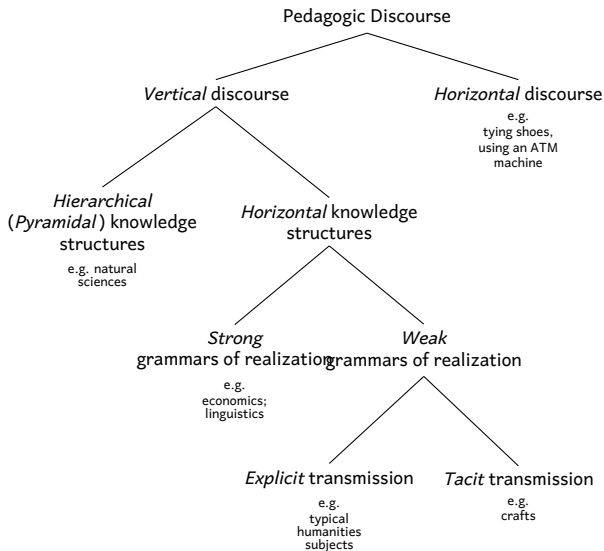 Pedagogic Discourse
Vertical discourse
Horizontal discourse
e.g.
tying shoes,
using an ATM
machine
Hierarchical
(Pyramidal) knowledge
structures
e.g. natural
sciences
Horizontal knowledge
structures
Strong
grammars of realization
e.g.
economics;
linguistics
Weak
grammars of realization
Explicit transmission
e.g.
typical
humanities
subjects
Tacit transmission
e.g.
crafts